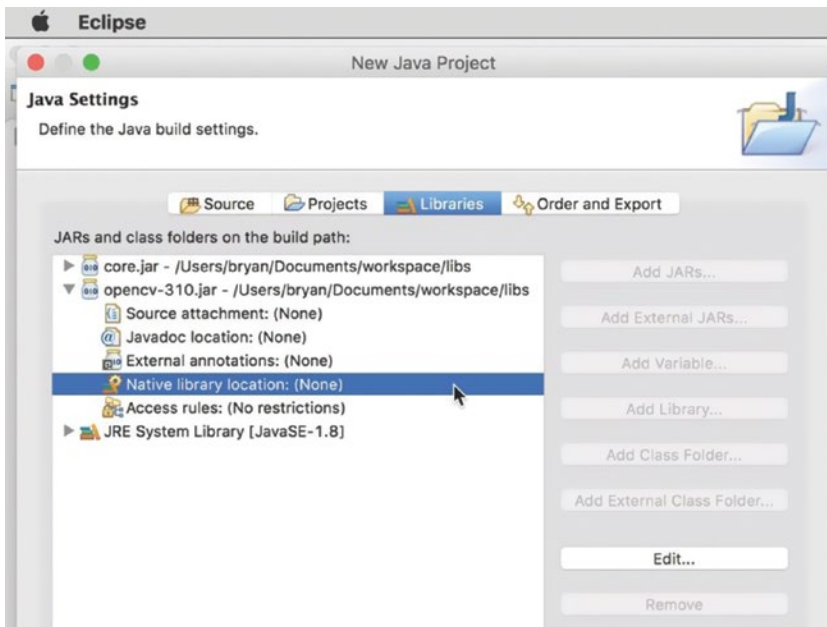 Eclipse
New Java Project
Java Settings
Define the Java build settings.
Source Projects Libraries Order and Export
JARs and class folders on the build path:
core.jar - /Users/bryan/Documents/workspace/libs
opencv-310.jar - /Users/bryan/Documents/workspace/libs
Source attachment: (None)
Javadoc location: (None)
External annotations: (None)
Native library location: (None)
Access rules: (No restrictions)
JRE System Library [JavaSE-1.8]
Add JARs...
Add External JARs...
Add Variable...
Add Library...
Add Class Folder...
Add External Class Folder...
Edit...
Remove